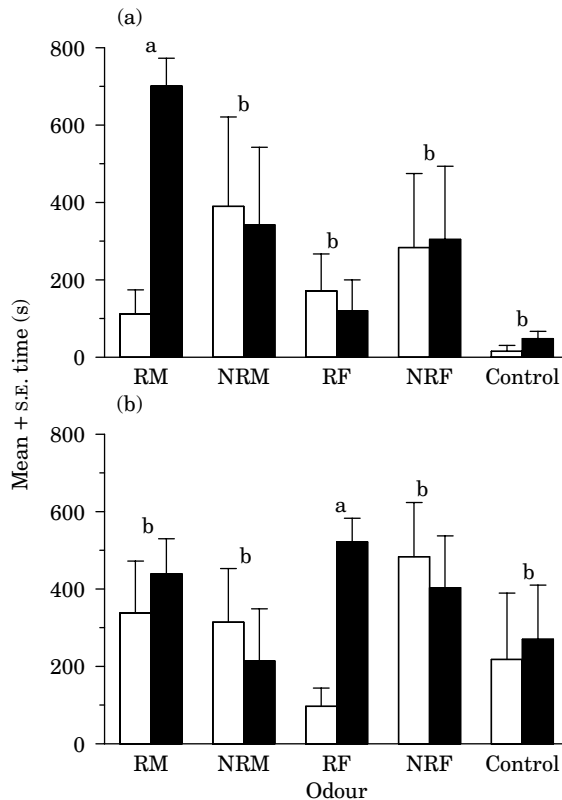 (a)
800
600
400
200
0
a
b
b
b
b
RM NRM RF NRF Control
(b)
800
600
400
200
0
b
b
a
b
b
RM NRM RF NRF Control
Odour
Mean + S.E. time (s)